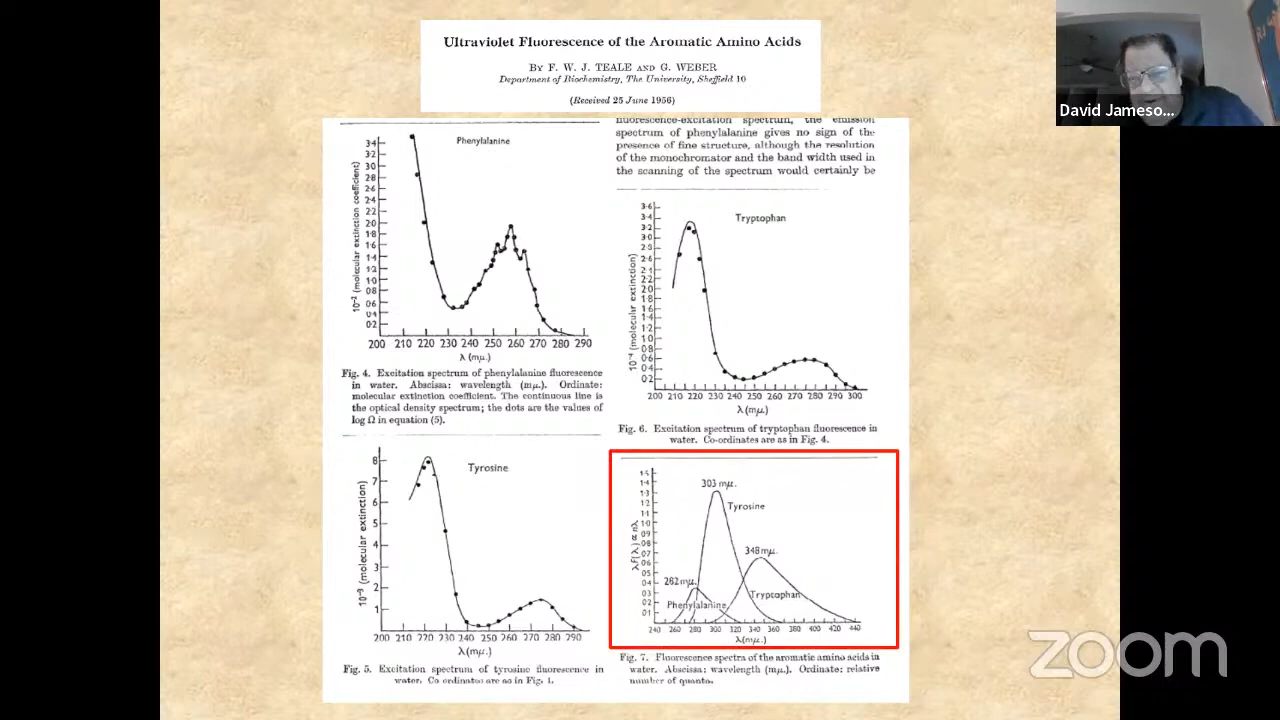 Ultraviolet Fluorescence of the Aromatic Amino Acids
BY F. W. J. TEALE AND G. WEBER
Department of Biochemistry, The University, Sheffield 10
(Received 25 June 1956)
David Jameso...
Phenylalanine
10⁻² (molecular extinction coefficient)
3·4
3·2
3·0
2·8
2·6
2·4
2·2
2·0
1·8
1·6
1·4
1·2
1·0
0·8
0·6
0·4
0·2
200 210 220 230 240 250 260 270 280 290
λ (mμ.)
Fig. 4. Excitation spectrum of phenylalanine fluorescence
in water. Abscissa: wavelength (mμ.). Ordinate:
molecular extinction coefficient. The continuous line is
the optical density spectrum; the dots are the values of
log Ω in equation (5).
Tyrosine
10⁻³ (molecular extinction)
8
7
6
5
4
3
2
1
200 210 220 230 240 250 260 270 280 290
λ(mμ.)
Fig. 5. Excitation spectrum of tyrosine fluorescence in
water. Co-ordinates are as in Fig. 4.
fluorescence-excitation spectrum, the emission
spectrum of phenylalanine gives no sign of the
presence of fine structure, although the resolution
of the monochromator and the band width used in
the scanning of the spectrum would certainly be
Tryptophan
10⁻⁴ (molecular extinction)
3·6
3·4
3·2
3·0
2·8
2·6
2·4
2·2
2·0
1·8
1·6
1·4
1·2
1·0
0·8
0·6
0·4
0·2
200 210 220 230 240 250 260 270 280 290 300
λ(mμ.)
Fig. 6. Excitation spectrum of tryptophan fluorescence in
water. Co-ordinates are as in Fig. 4.
303 mμ.
Tyrosine
348 mμ.
282 mμ.
Phenylalanine
Tryptophan
λF(λ) ∝ nλ
1·5
1·4
1·3
1·2
1·1
1·0
0·9
0·8
0·7
0·6
0·5
0·4
0·3
0·2
0·1
240 260 280 300 320 340 360 380 400 420 440
λ(mμ.)
Fig. 7. Fluorescence spectra of the aromatic amino acids in
water. Abscissa: wavelength (mμ.). Ordinate: relative
number of quanta.
zoom